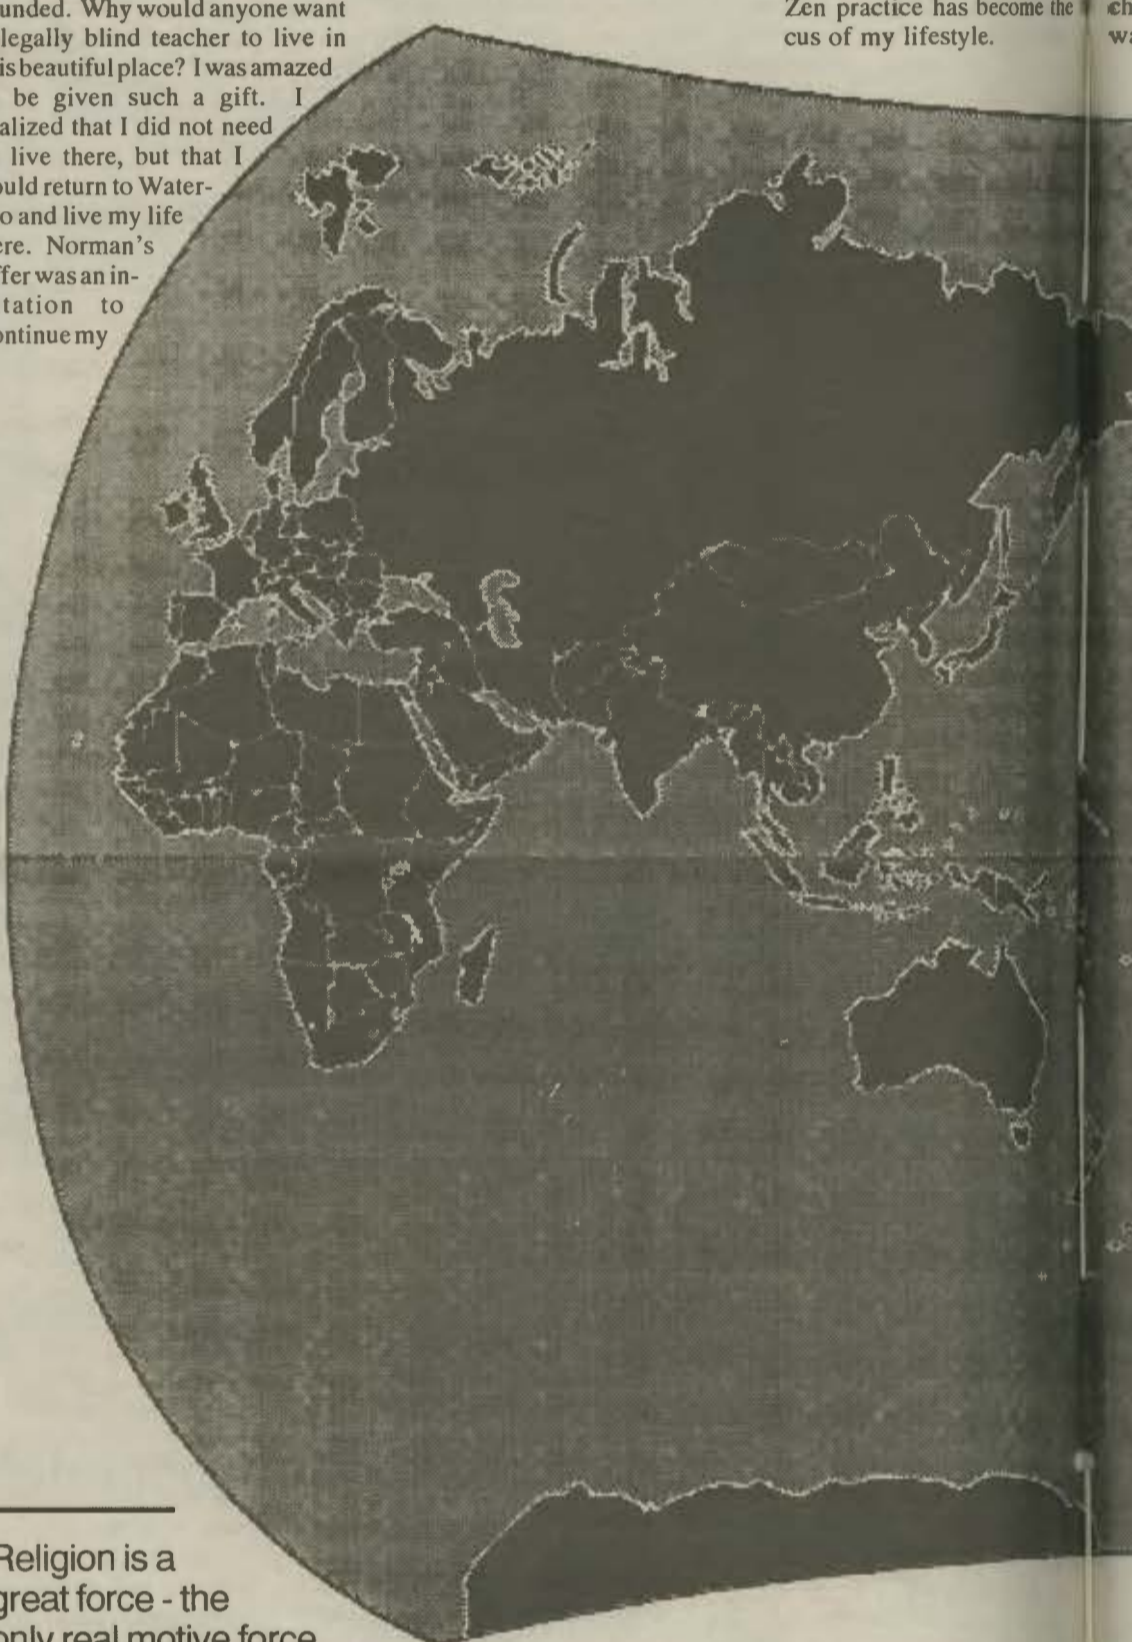 unded. Why would anyone want
legally blind teacher to live in
is beautiful place? I was amazed
be given such a gift. I
alized that I did not need
live there, but that I
ould return to Water-
o and live my life
ere. Norman's
ffer was an in-
tation to
ontinue my
Zen practice has become the
cus of my lifestyle.
ch
wa
Religion is a
great force - the
only real motive force